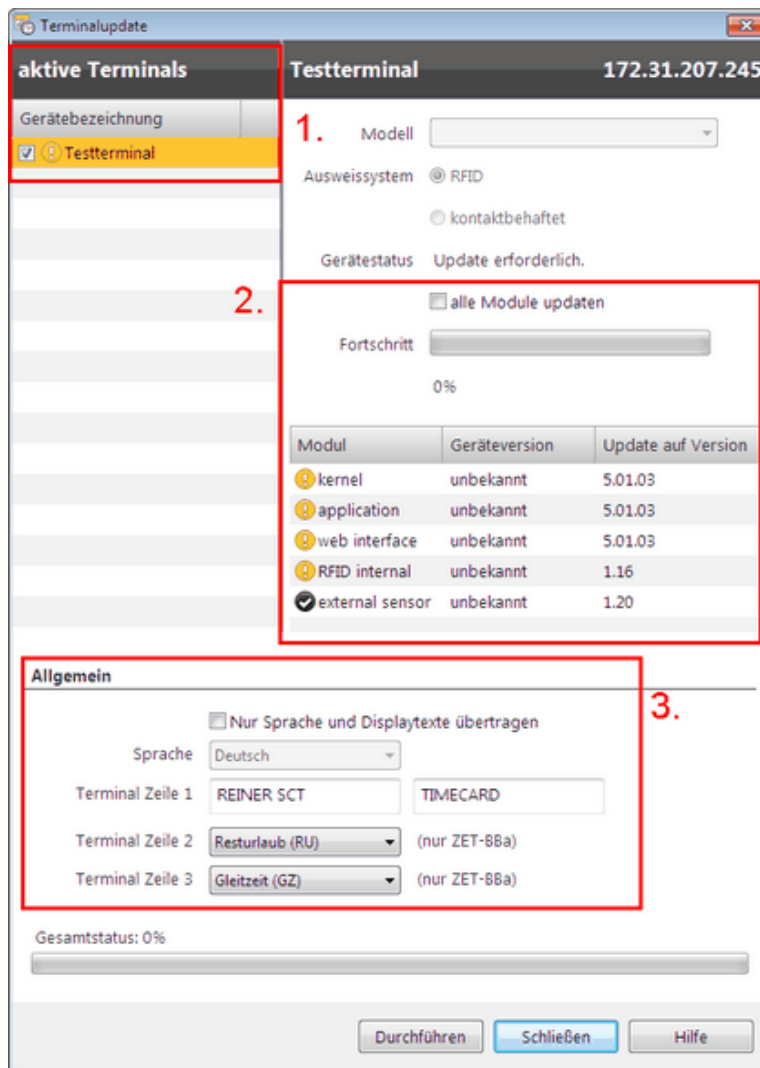 Terminalupdate
aktive Terminals
Testterminal 172.31.207.245
Gerätebezeichnung
Testterminal
1.
Modell
Ausweissystem RFID
kontaktbehaftet
Gerätestatus Update erforderlich.
2.
alle Module updaten
Fortschritt
0%
Modul Geräteversion Update auf Version
kernel unbekannt 5.01.03
application unbekannt 5.01.03
web interface unbekannt 5.01.03
RFID internal unbekannt 1.16
external sensor unbekannt 1.20
Allgemein
3.
Nur Sprache und Displaytexte übertragen
Sprache Deutsch
Terminal Zeile 1 REINER SCT TIMECARD
Terminal Zeile 2 Resturlaub (RU) (nur ZET-BBa)
Terminal Zeile 3 Gleitzeit (GZ) (nur ZET-BBa)
Gesamtstatus: 0%
Durchführen Schließen Hilfe